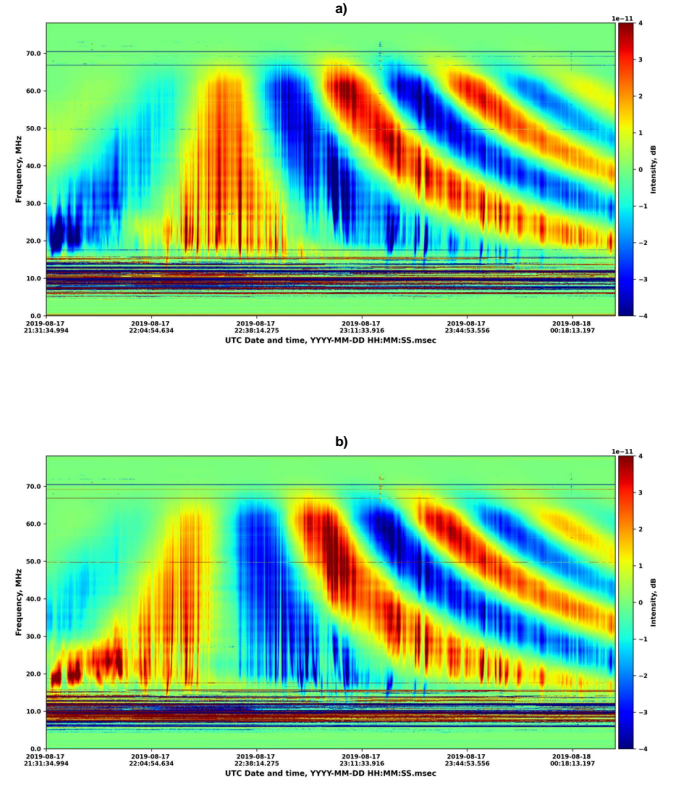 a)
1e−11
Frequency, MHz
70.0
60.0
50.0
40.0
30.0
20.0
10.0
0.0
4
3
2
1
0
−1
−2
−3
−4
Intensity, dB
2019-08-17 2019-08-17 2019-08-17 2019-08-17 2019-08-17 2019-08-18
21:31:34.994 22:04:54.634 22:38:14.275 23:11:33.916 23:44:53.556 00:18:13.197
UTC Date and time, YYYY-MM-DD HH:MM:SS.msec
b)
1e−11
Frequency, MHz
70.0
60.0
50.0
40.0
30.0
20.0
10.0
0.0
4
3
2
1
0
−1
−2
−3
−4
Intensity, dB
2019-08-17 2019-08-17 2019-08-17 2019-08-17 2019-08-17 2019-08-18
21:31:34.994 22:04:54.634 22:38:14.275 23:11:33.916 23:44:53.556 00:18:13.197
UTC Date and time, YYYY-MM-DD HH:MM:SS.msec